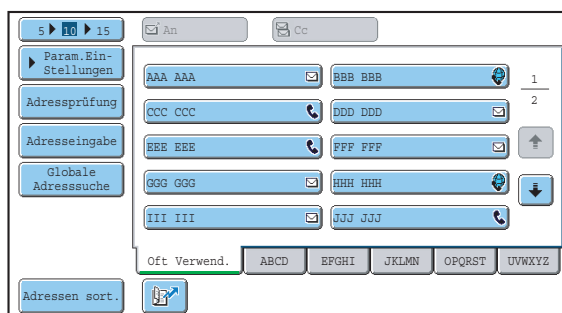 5 10 15
An
Cc
Param.Ein-
Stellungen
Adressprüfung
Adresseingabe
Globale
Adresssuche
AAA AAA
BBB BBB
CCC CCC
DDD DDD
EEE EEE
FFF FFF
GGG GGG
HHH HHH
III III
JJJ JJJ
1
2
Oft Verwend.
ABCD
EFGHI
JKLMN
OPQRST
UVWXYZ
Adressen sort.